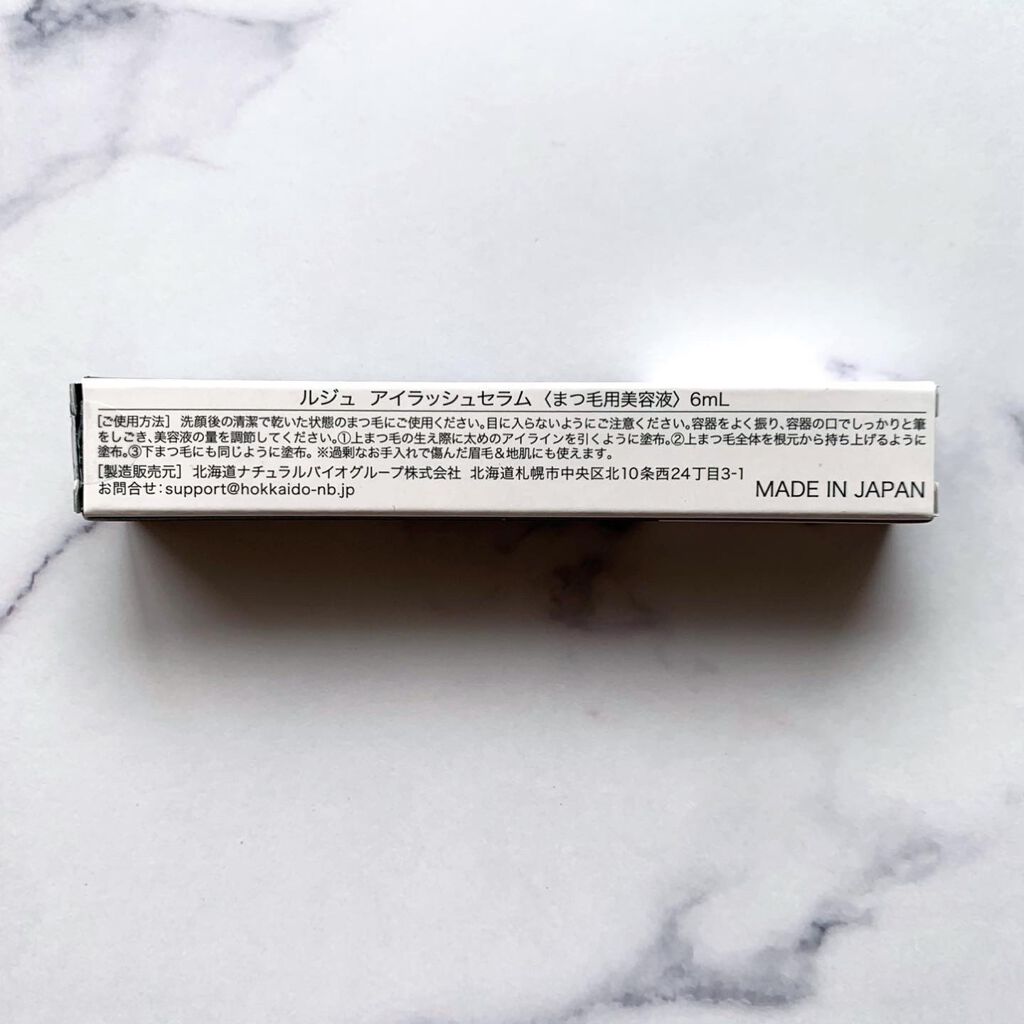 ルジュ　アイラッシュセラム〈まつ毛用美容液〉6mL
[ご使用方法] 洗顔後の清潔で乾いた状態のまつ毛にご使用ください。目に入らないようにご注意ください。容器をよく振り、容器の口でしっかりと筆
をしごき、美容液の量を調節してください。①上まつ毛の生え際に太めのアイラインを引くように塗布。②上まつ毛全体を根元から持ち上げるように
塗布。③下まつ毛にも同じように塗布。※過剰なお手入れで傷んだ眉毛&地肌にも使えます。
[製造販売元] 北海道ナチュラルバイオグループ株式会社 北海道札幌市中央区北10条西24丁目3-1
お問合せ:support@hokkaido-nb.jp
MADE IN JAPAN